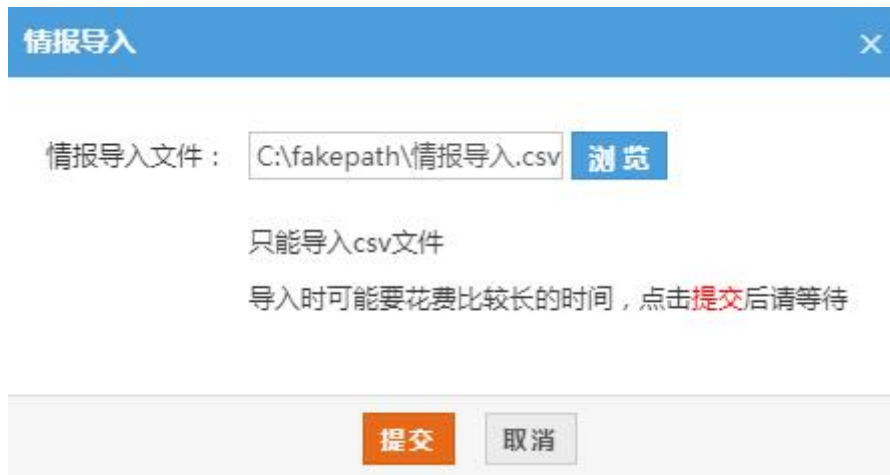 情报导入
情报导入文件： C:\fakepath\情报导入.csv 浏览
只能导入csv文件
导入时可能要花费比较长的时间，点击提交后请等待
提交 取消